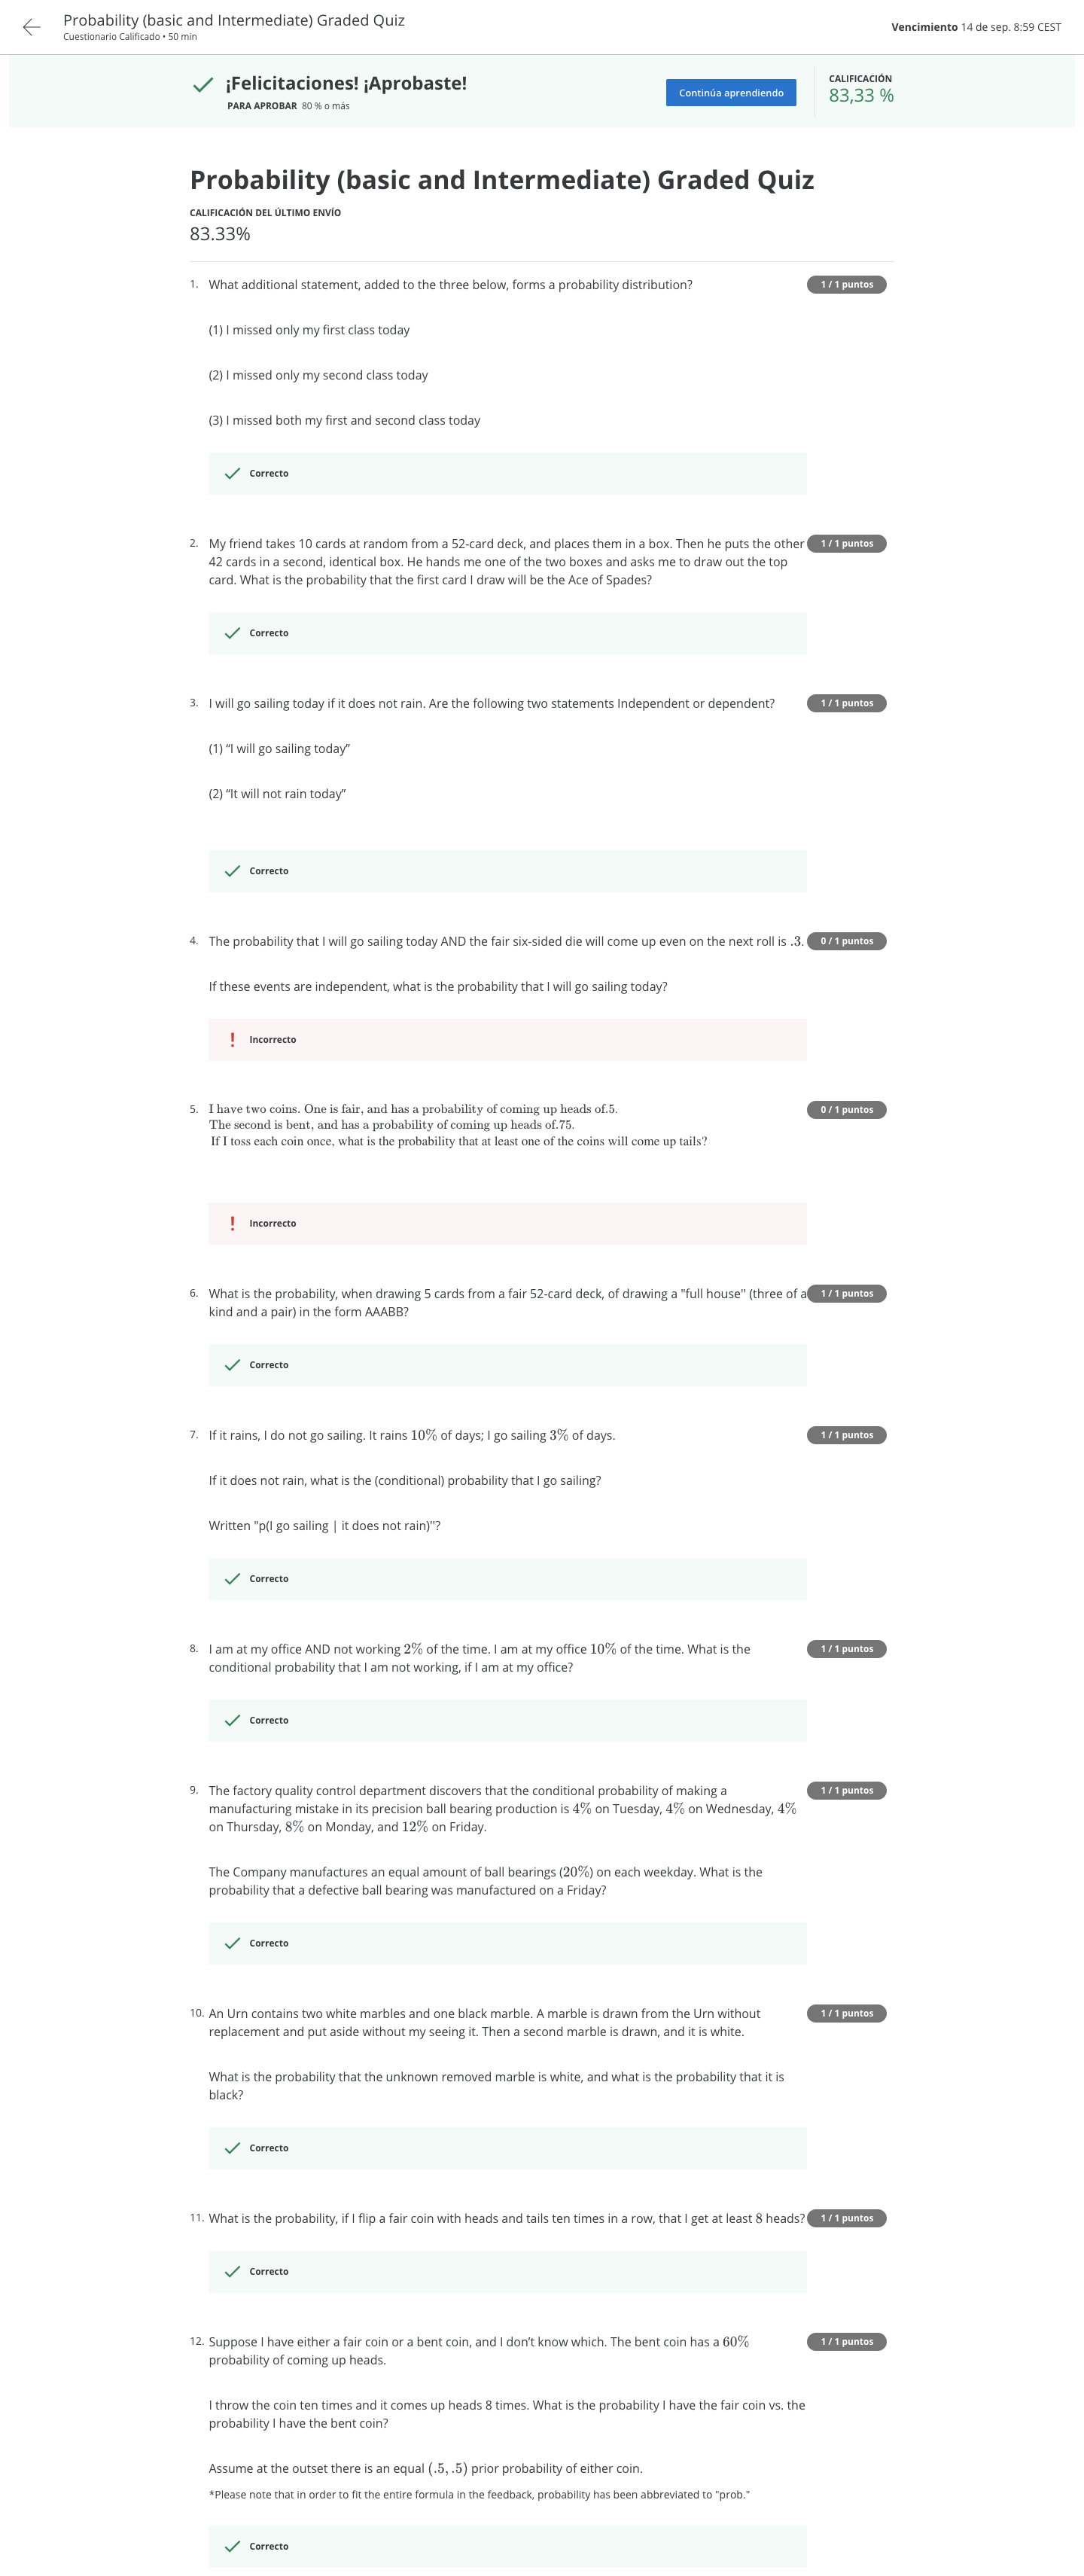 Probability (basic and Intermediate) Graded Quiz
Cuestionario Calificado • 50 min
Vencimiento 14 de sep. 8:59 CEST
¡Felicitaciones! ¡Aprobaste!
PARA APROBAR 80 % o más
Continúa aprendiendo
CALIFICACIÓN
83,33 %
Probability (basic and Intermediate) Graded Quiz
CALIFICACIÓN DEL ÚLTIMO ENVÍO
83.33%
1. What additional statement, added to the three below, forms a probability distribution?
1 / 1 puntos
(1) I missed only my first class today
(2) I missed only my second class today
(3) I missed both my first and second class today
Correcto
2. My friend takes 10 cards at random from a 52-card deck, and places them in a box. Then he puts the other
1 / 1 puntos
42 cards in a second, identical box. He hands me one of the two boxes and asks me to draw out the top
card. What is the probability that the first card I draw will be the Ace of Spades?
Correcto
3. I will go sailing today if it does not rain. Are the following two statements Independent or dependent?
1 / 1 puntos
(1) “I will go sailing today”
(2) “It will not rain today”
Correcto
4. The probability that I will go sailing today AND the fair six-sided die will come up even on the next roll is .3.
0 / 1 puntos
If these events are independent, what is the probability that I will go sailing today?
Incorrecto
5. I have two coins. One is fair, and has a probability of coming up heads of.5.
0 / 1 puntos
The second is bent, and has a probability of coming up heads of.75.
If I toss each coin once, what is the probability that at least one of the coins will come up tails?
Incorrecto
6. What is the probability, when drawing 5 cards from a fair 52-card deck, of drawing a "full house" (three of a
1 / 1 puntos
kind and a pair) in the form AAABB?
Correcto
7. If it rains, I do not go sailing. It rains 10% of days; I go sailing 3% of days.
1 / 1 puntos
If it does not rain, what is the (conditional) probability that I go sailing?
Written "p(I go sailing | it does not rain)"?
Correcto
8. I am at my office AND not working 2% of the time. I am at my office 10% of the time. What is the
1 / 1 puntos
conditional probability that I am not working, if I am at my office?
Correcto
9. The factory quality control department discovers that the conditional probability of making a
1 / 1 puntos
manufacturing mistake in its precision ball bearing production is 4% on Tuesday, 4% on Wednesday, 4%
on Thursday, 8% on Monday, and 12% on Friday.
The Company manufactures an equal amount of ball bearings (20%) on each weekday. What is the
probability that a defective ball bearing was manufactured on a Friday?
Correcto
10. An Urn contains two white marbles and one black marble. A marble is drawn from the Urn without
1 / 1 puntos
replacement and put aside without my seeing it. Then a second marble is drawn, and it is white.
What is the probability that the unknown removed marble is white, and what is the probability that it is
black?
Correcto
11. What is the probability, if I flip a fair coin with heads and tails ten times in a row, that I get at least 8 heads?
1 / 1 puntos
Correcto
12. Suppose I have either a fair coin or a bent coin, and I don’t know which. The bent coin has a 60%
1 / 1 puntos
probability of coming up heads.
I throw the coin ten times and it comes up heads 8 times. What is the probability I have the fair coin vs. the
probability I have the bent coin?
Assume at the outset there is an equal (.5, .5) prior probability of either coin.
*Please note that in order to fit the entire formula in the feedback, probability has been abbreviated to "prob."
Correcto